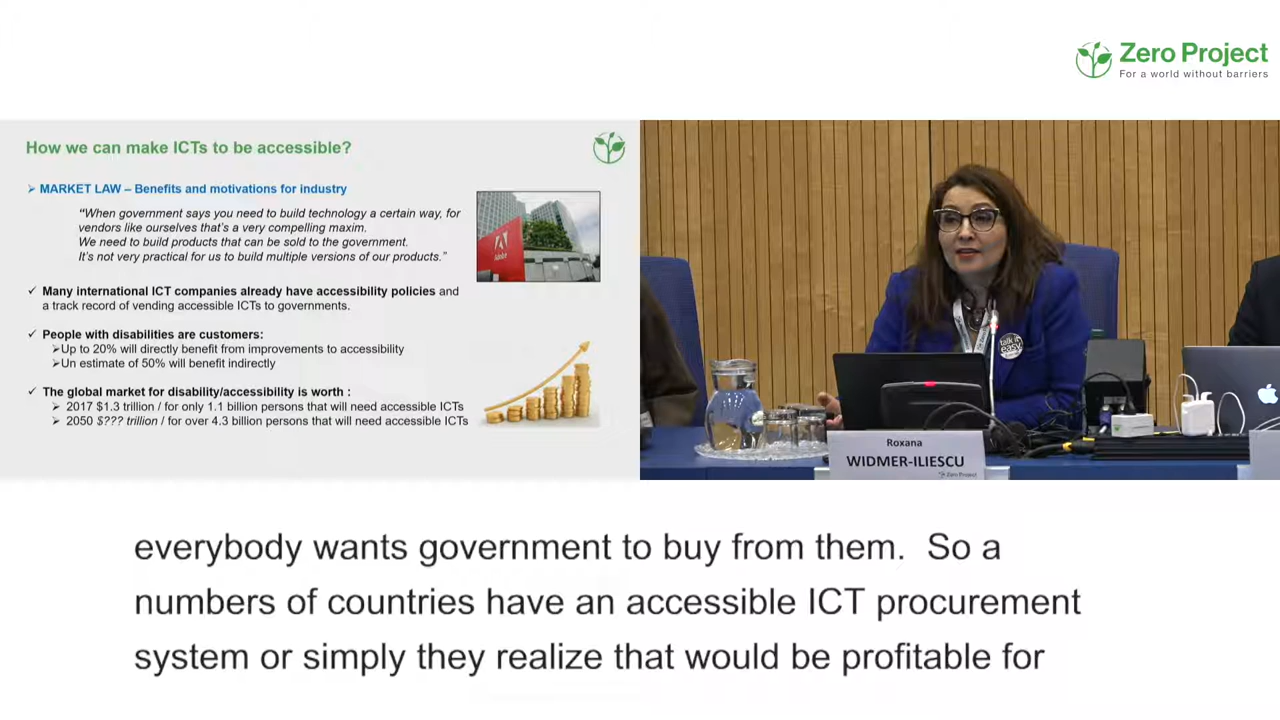 Zero Project
For a world without barriers
How we can make ICTs to be accessible?
MARKET LAW – Benefits and motivations for industry
“When government says you need to build technology a certain way, for
vendors like ourselves that’s a very compelling maxim.
We need to build products that can be sold to the government.
It’s not very practical for us to build multiple versions of our products.”
Adobe
Many international ICT companies already have accessibility policies and
a track record of vending accessible ICTs to governments.
People with disabilities are customers:
Up to 20% will directly benefit from improvements to accessibility
Un estimate of 50% will benefit indirectly
The global market for disability/accessibility is worth :
2017 $1.3 trillion / for only 1.1 billion persons that will need accessible ICTs
2050 $??? trillion / for over 4.3 billion persons that will need accessible ICTs
talk it
easy
Roxana
WIDMER-ILIESCU
Zero Project
everybody wants government to buy from them. So a
numbers of countries have an accessible ICT procurement
system or simply they realize that would be profitable for